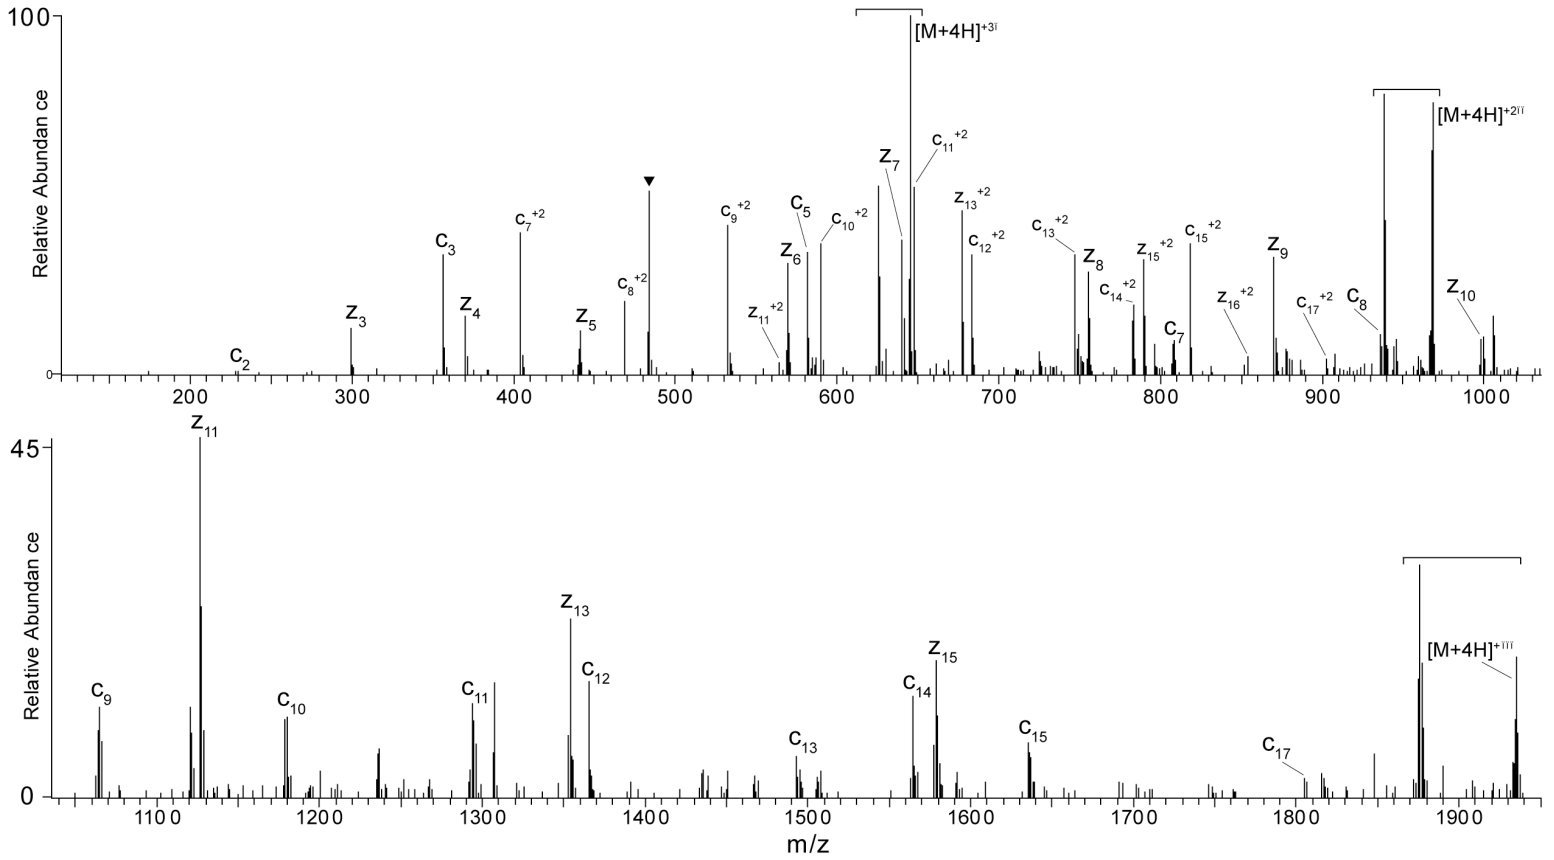 100
[M+4H]+3ï
[M+4H]+2ïï
c11+2
z7
z13+2
c5
c9+2
c10+2
c7+2
c3
c13+2
c12+2
z8
z15+2
c15+2
z9
z6
c8+2
c14+2
z11+2
z16+2
c17+2
c8
z10
z3
z4
z5
c7
c2
Relative Abundan ce
0
200 300 400 500 600 700 800 900 1000
z11
45
z13
c12
z15
[M+4H]+ïïï
c9
c10
c11
c14
c15
c13
c17
Relative Abundan ce
0
1100 1200 1300 1400 1500 1600 1700 1800 1900
m/z